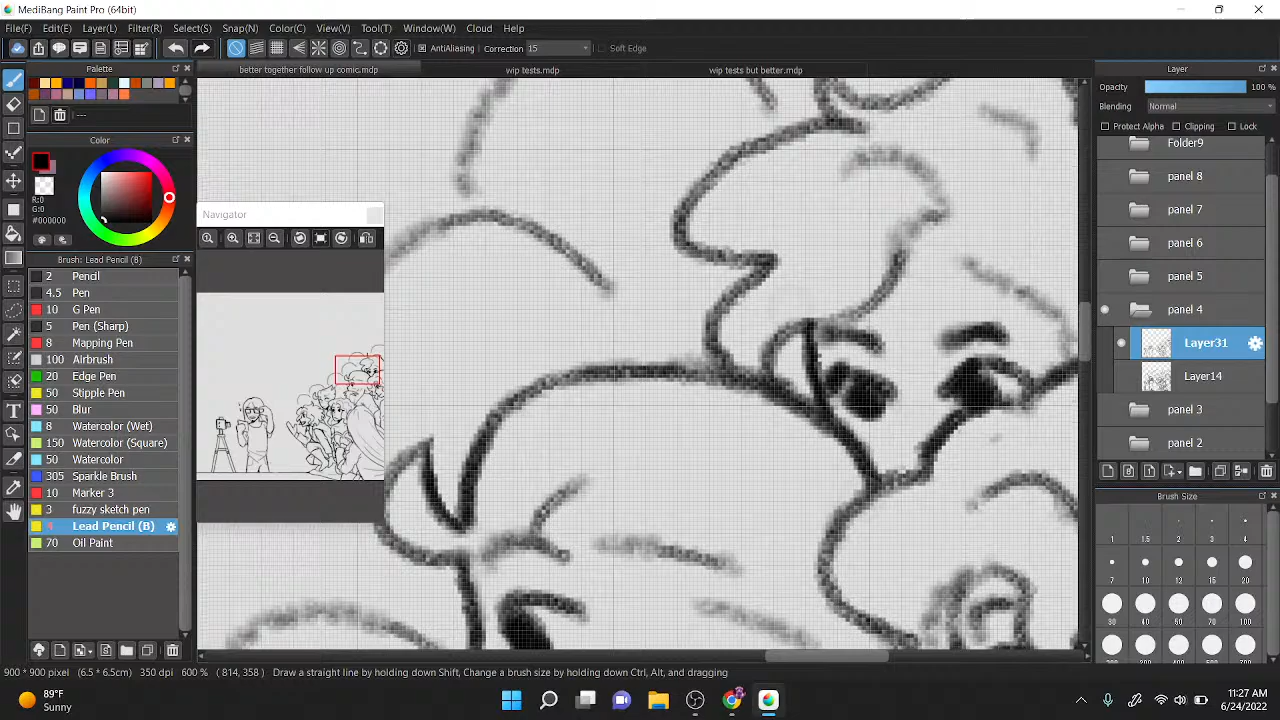 MediBang Paint Pro (64bit)
File(F) Edit(E) Layer(L) Filter(R) Select(S) Snap(N) Color(C) View(V) Tool(T) Window(W) Cloud Help
AntiAliasing Correction 15 Soft Edge
Palette
better together follow up comic.mdp
wip tests.mdp
wip tests but better.mdp
Layer
Opacity 100 %
Blending Normal
Protect Alpha Clipping Lock
Folder9
panel 8
panel 7
panel 6
panel 5
panel 4
Layer31
Layer14
panel 3
panel 2
---
Color
R:0
G:0
#000000
Navigator
Brush: Lead Pencil (B)
2 Pencil
4.5 Pen
10 G Pen
5 Pen (Sharp)
8 Mapping Pen
100 Airbrush
20 Edge Pen
50 Stipple Pen
50 Blur
8 Watercolor (Wet)
150 Watercolor (Square)
50 Watercolor
305 Sparkle Brush
10 Marker 3
3 fuzzy sketch pen
Lead Pencil (B)
70 Oil Paint
Brush Size
1 1.5 2 3 4
7 10 12 15 20
30 40 50 70 100
900 * 900 pixel (6.5 * 6.5cm) 350 dpi 600 % ( 814, 358 ) Draw a straight line by holding down Shift, Change a brush size by holding down Ctrl, Alt, and dragging
89°F
Sunny
11:27 AM
6/24/2022